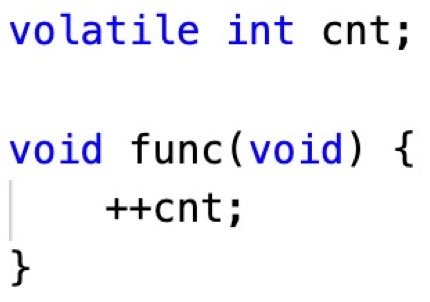 volatile int cnt;
void func(void) {
    ++cnt;
}